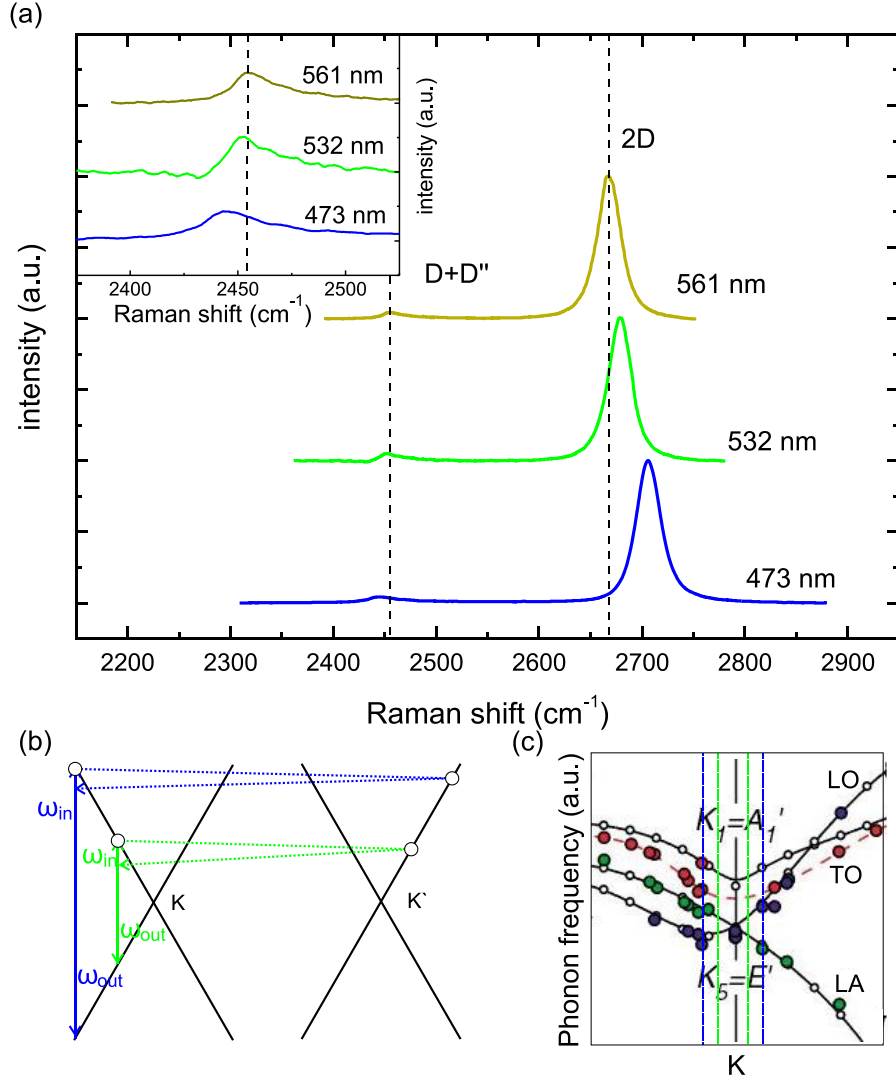 (a)
561 nm
532 nm
473 nm
intensity (a.u.)
2400 2450 2500
Raman shift (cm⁻¹)
2D
D+D"
561 nm
532 nm
473 nm
intensity (a.u.)
2200 2300 2400 2500 2600 2700 2800 2900
Raman shift (cm⁻¹)
(b)
ωin
ωin
K
K`
ωout
ωout
(c)
LO
K₁=A₁'
TO
K₅=E'
LA
Phonon frequency (a.u.)
K